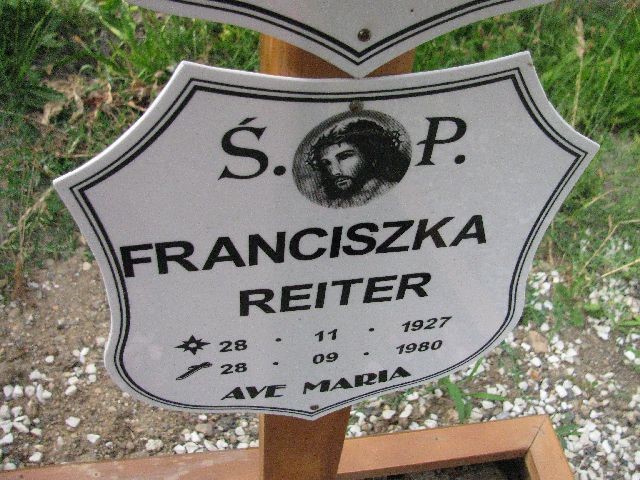 Ś. P.
FRANCISZKA
REITER
28 · 11 · 1927
28 · 09 · 1980
AVE MARIA